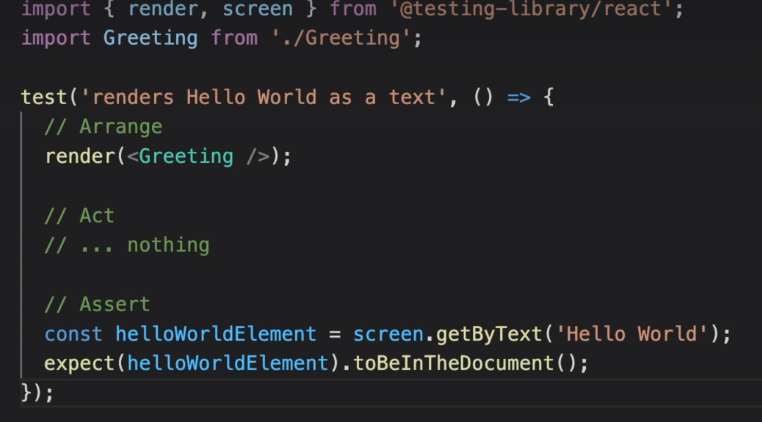 import { render, screen } from '@testing-library/react';
import Greeting from './Greeting';
test('renders Hello World as a text', () => {
// Arrange
render(<Greeting />);
// Act
// ... nothing
// Assert
const helloWorldElement = screen.getByText('Hello World');
expect(helloWorldElement).toBeInTheDocument();
});